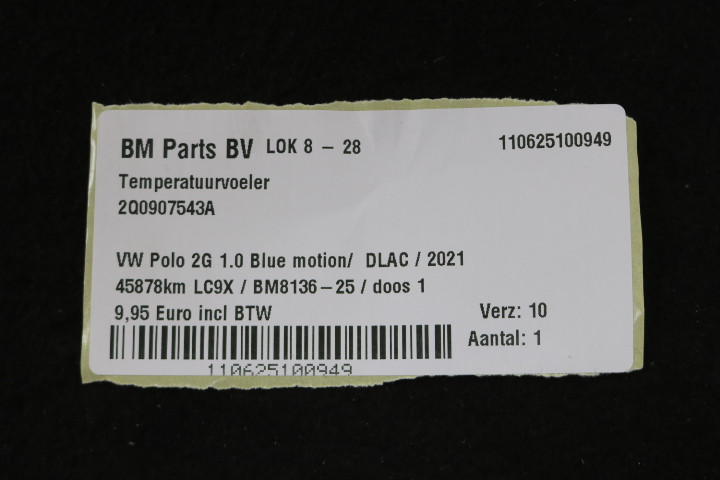 BM Parts BV LOK 8 – 28 110625100949
Temperatuurvoeler
2Q0907543A
VW Polo 2G 1.0 Blue motion/ DLAC / 2021
45878km LC9X / BM8136–25 / doos 1
9,95 Euro incl BTW Verz: 10
Aantal: 1
110625100949